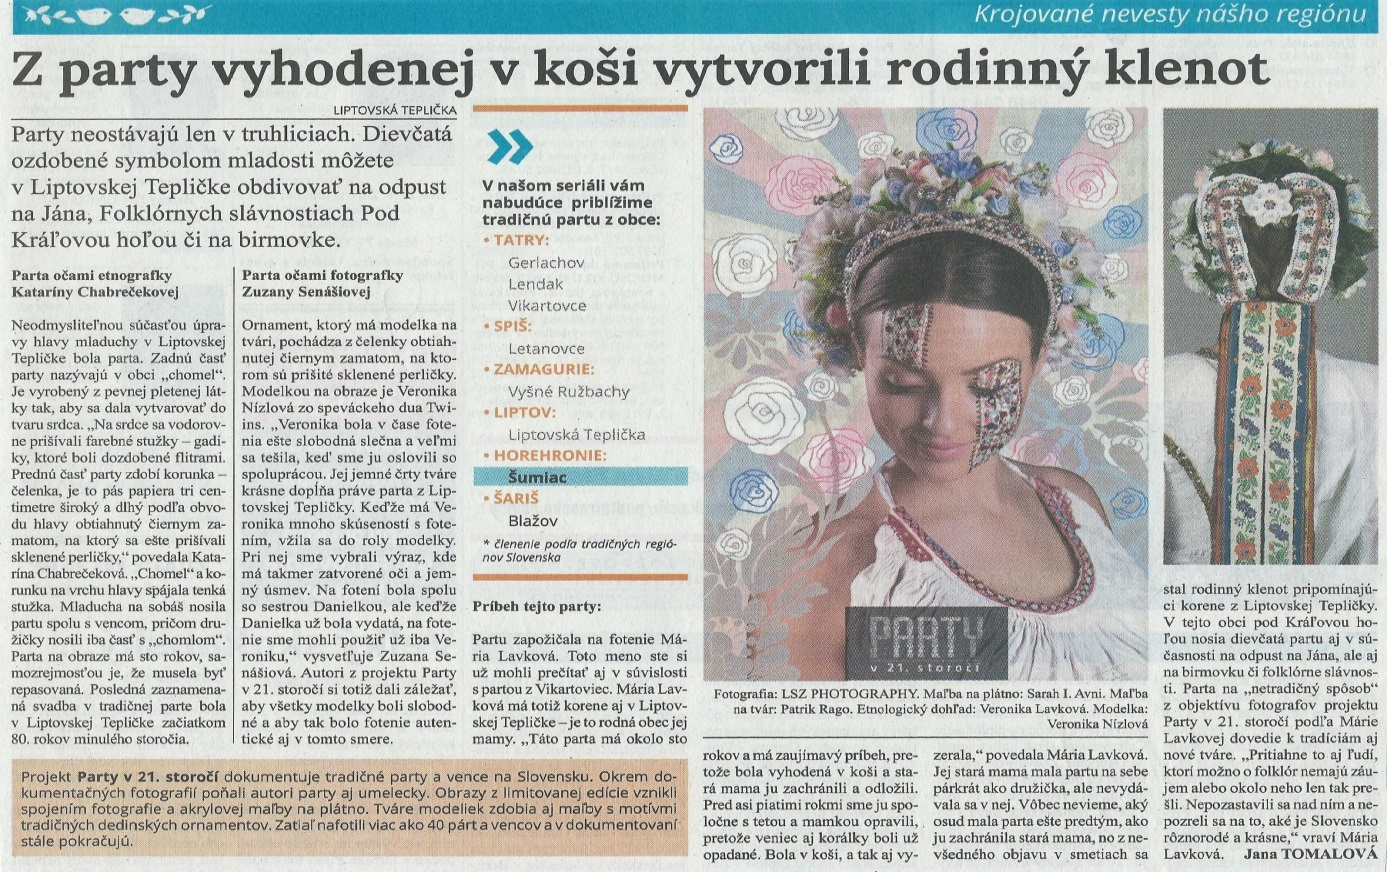 Krojované nevesty nášho regiónu
Z party vyhodenej v koši vytvorili rodinný klenot
LIPTOVSKÁ TEPLIČKA
Party neostávajú len v truhliciach. Dievčatá
ozdobené symbolom mladosti môžete
v Liptovskej Tepličke obdivovať na odpust
na Jána, Folklórnych slávnostiach Pod
Kráľovou hoľou či na birmovke.
Parta očami etnografky
Kataríny Chabrečekovej
Neodmysliteľnou súčasťou úpra-
vy hlavy mladuchy v Liptovskej
Tepličke bola parta. Zadnú časť
party nazývajú v obci „chomel“.
Je vyrobený z pevnej pletenej lát-
ky tak, aby sa dala vytvarovať do
tvaru srdca. „Na srdce sa vodorov-
ne prišívali farebné stužky – gadi-
ky, ktoré boli dozdobené flitrami.
Prednú časť party zdobí korunka –
čelenka, je to pás papiera tri cen-
timetre široký a dlhý podľa obvo-
du hlavy obtiahnutý čiernym za-
matom, na ktorý sa ešte prišívali
sklenené perličky,“ povedala Kata-
rína Chabrečeková. „Chomel“ a ko-
runku na vrchu hlavy spájala tenká
stužka. Mladucha na sobáš nosila
partu spolu s vencom, pričom dru-
žičky nosili iba časť s „chomlom“.
Parta na obraze má sto rokov, sa-
mozrejmosťou je, že musela byť
repasovaná. Posledná zaznamena-
ná svadba v tradičnej parte bola
v Liptovskej Tepličke začiatkom
80. rokov minulého storočia.
Parta očami fotografky
Zuzany Senášiovej
Ornament, ktorý má modelka na
tvári, pochádza z čelenky obtiah-
nutej čiernym zamatom, na kto-
rom sú prišité sklenené perličky.
Modelkou na obraze je Veronika
Nízlová zo speváckeho dua Twi-
ins. „Veronika bola v čase fote-
nia ešte slobodná slečna a veľmi
sa tešila, keď sme ju oslovili so
spoluprácou. Jej jemné črty tváre
krásne dopĺňa práve parta z Lip-
tovskej Tepličky. Keďže má Ve-
ronika mnoho skúseností s fote-
ním, vžila sa do roly modelky.
Pri nej sme vybrali výraz, kde
má takmer zatvorené oči a jem-
ný úsmev. Na fotení bola spolu
so sestrou Danielkou, ale keďže
Danielka už bola vydatá, na fote-
nie sme mohli použiť už iba Ve-
roniku,“ vysvetľuje Zuzana Se-
nášiová. Autori z projektu Party
v 21. storočí si totiž dali záležať,
aby všetky modelky boli slobod-
né a aby tak bolo fotenie auten-
tické aj v tomto smere.
V našom seriáli vám
nabudúce priblížime
tradičnú partu z obce:
• TATRY:
Gerlachov
Lendak
Vikartovce
• SPIŠ:
Letanovce
• ZAMAGURIE:
Vyšné Ružbachy
• LIPTOV:
Liptovská Teplička
• HOREHRONIE:
Šumiac
• ŠARIŠ
Blažov
* členenie podľa tradičných regió-
nov Slovenska
Príbeh tejto party:
Partu zapožičala na fotenie Má-
ria Lavková. Toto meno ste si
už mohli prečítať aj v súvislosti
s partou z Vikartoviec. Mária Lav-
ková má totiž korene aj v Liptov-
skej Tepličke – je to rodná obec jej
mamy. „Táto parta má okolo sto
PARTY
v 21. storočí
Fotografia: LSZ PHOTOGRAPHY. Maľba na plátno: Sarah I. Avni. Maľba
na tvár: Patrik Rago. Etnologický dohľad: Veronika Lavková. Modelka:
Veronika Nízlová
rokov a má zaujímavý príbeh, pre-
tože bola vyhodená v koši a sta-
rá mama ju zachránili a odložili.
Pred asi piatimi rokmi sme ju spo-
ločne s tetou a mamkou opravili,
pretože veniec aj korálky boli už
opadané. Bola v koši, a tak aj vy-
zerala,“ povedala Mária Lavková.
Jej stará mama mala partu na sebe
párkrát ako družička, ale nevydá-
vala sa v nej. Vôbec nevieme, aký
osud mala parta ešte predtým, ako
ju zachránila stará mama, no z ne-
všedného objavu v smetiach sa
stal rodinný klenot pripomínajú-
ci korene z Liptovskej Tepličky.
V tejto obci pod Kráľovou ho-
ľou nosia dievčatá partu aj v sú-
časnosti na odpust na Jána, ale aj
na birmovku či folklórne slávnos-
ti. Parta na „netradičný spôsob“
z objektívu fotografov projektu
Party v 21. storočí podľa Márie
Lavkovej dovedie k tradíciám aj
nové tváre. „Pritiahne to aj ľudí,
ktorí možno o folklór nemajú záu-
jem alebo okolo neho len tak pre-
šli. Nepozastavili sa nad ním a ne-
pozreli sa na to, aké je Slovensko
rôznorodé a krásne,“ vraví Mária
Lavková. Jana TOMALOVÁ
Projekt Party v 21. storočí dokumentuje tradičné party a vence na Slovensku. Okrem do-
kumentačných fotografií poňali autori party aj umelecky. Obrazy z limitovanej edície vznikli
spojením fotografie a akrylovej maľby na plátno. Tváre modeliek zdobia aj maľby s motívmi
tradičných dedinských ornamentov. Zatiaľ nafotili viac ako 40 párt a vencov a v dokumentovaní
stále pokračujú.